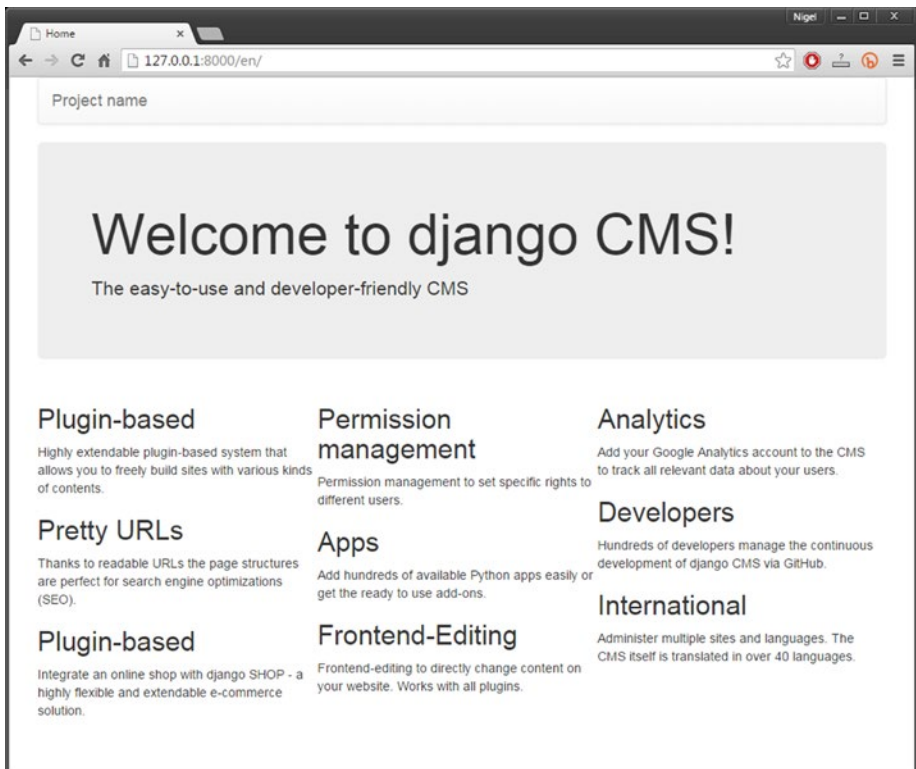 Nigel
Home
127.0.0.1:8000/en/
Project name
Welcome to django CMS!
The easy-to-use and developer-friendly CMS
Plugin-based
Highly extendable plugin-based system that
allows you to freely build sites with various kinds
of contents.
Pretty URLs
Thanks to readable URLs the page structures
are perfect for search engine optimizations
(SEO).
Plugin-based
Integrate an online shop with django SHOP - a
highly flexible and extendable e-commerce
solution.
Permission
management
Permission management to set specific rights to
different users.
Apps
Add hundreds of available Python apps easily or
get the ready to use add-ons.
Frontend-Editing
Frontend-editing to directly change content on
your website. Works with all plugins.
Analytics
Add your Google Analytics account to the CMS
to track all relevant data about your users.
Developers
Hundreds of developers manage the continuous
development of django CMS via GitHub.
International
Administer multiple sites and languages. The
CMS itself is translated in over 40 languages.